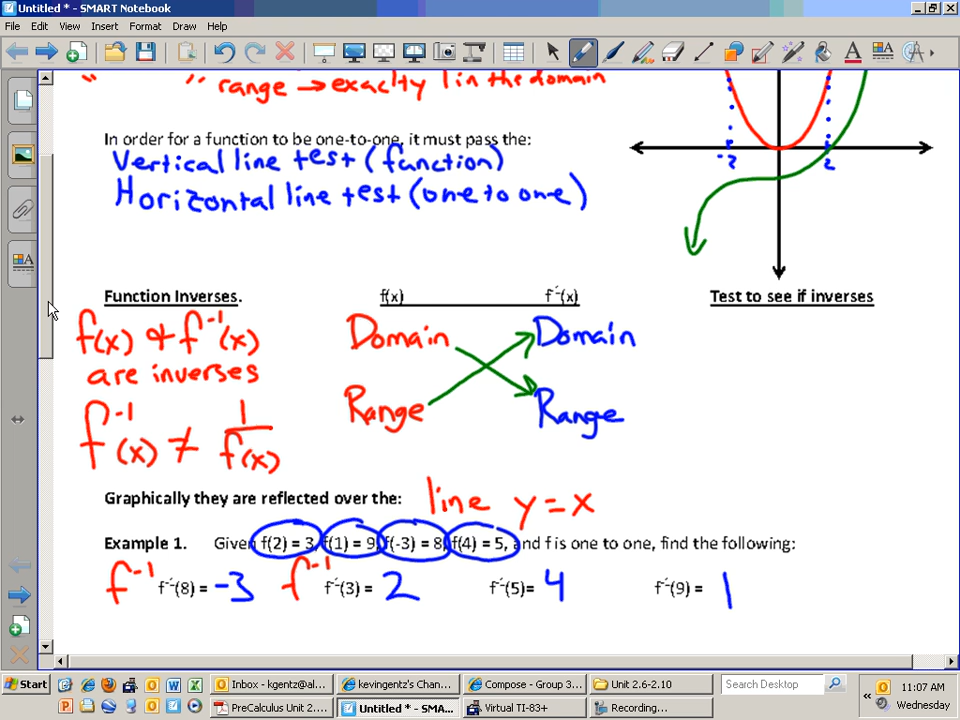 Untitled * - SMART Notebook
File Edit View Insert Format Draw Help
" " range → exaclty 1 in the domain
In order for a function to be one-to-one, it must pass the:
Vertical line test (function)
Horizontal line test (one to one)
-2 2
Function Inverses. f(x) f⁻¹(x) Test to see if inverses
f(x) & f⁻¹(x) Domain Domain
are inverses
f⁻¹(x) ≠ 1/f(x) Range Range
Graphically they are reflected over the: line y = x
Example 1. Given f(2) = 3, f(1) = 9, f(-3) = 8, f(4) = 5, and f is one to one, find the following:
f⁻¹ f⁻¹(8) = -3 f⁻¹ f⁻¹(3) = 2 f⁻¹(5)= 4 f⁻¹(9) = 1
Start Inbox - kgentz@al... kevingentz's Chan... Compose - Group 3... Unit 2.6-2.10 Search Desktop 11:07 AM
PreCalculus Unit 2.... Untitled * - SMA... Virtual TI-83+ Recording... Wednesday